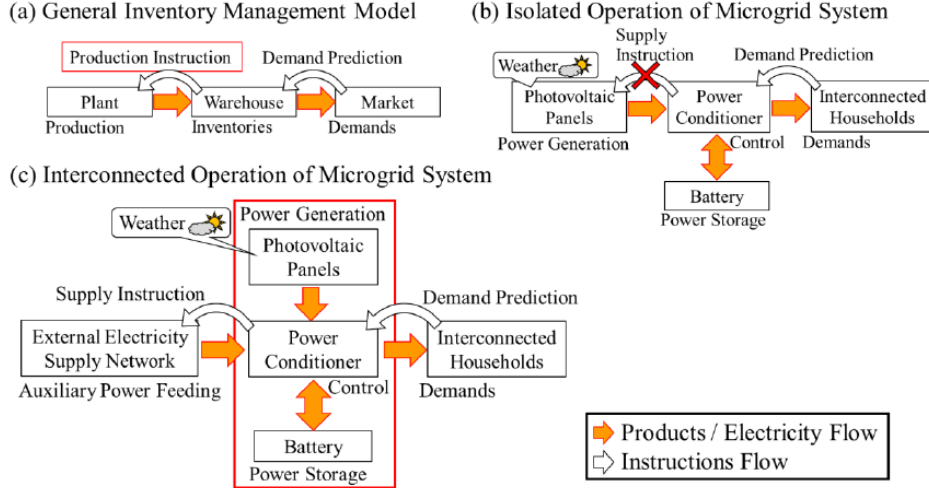 (a) General Inventory Management Model
Production Instruction
Demand Prediction
Plant
Warehouse
Market
Production
Inventories
Demands
(b) Isolated Operation of Microgrid System
Supply
Instruction
Demand Prediction
Weather
Photovoltaic
Panels
Power
Conditioner
Interconnected
Households
Power Generation
Control
Demands
Battery
Power Storage
(c) Interconnected Operation of Microgrid System
Weather
Power Generation
Photovoltaic
Panels
Supply Instruction
Demand Prediction
External Electricity
Supply Network
Power
Conditioner
Interconnected
Households
Auxiliary Power Feeding
Control
Demands
Battery
Power Storage
Products / Electricity Flow
Instructions Flow